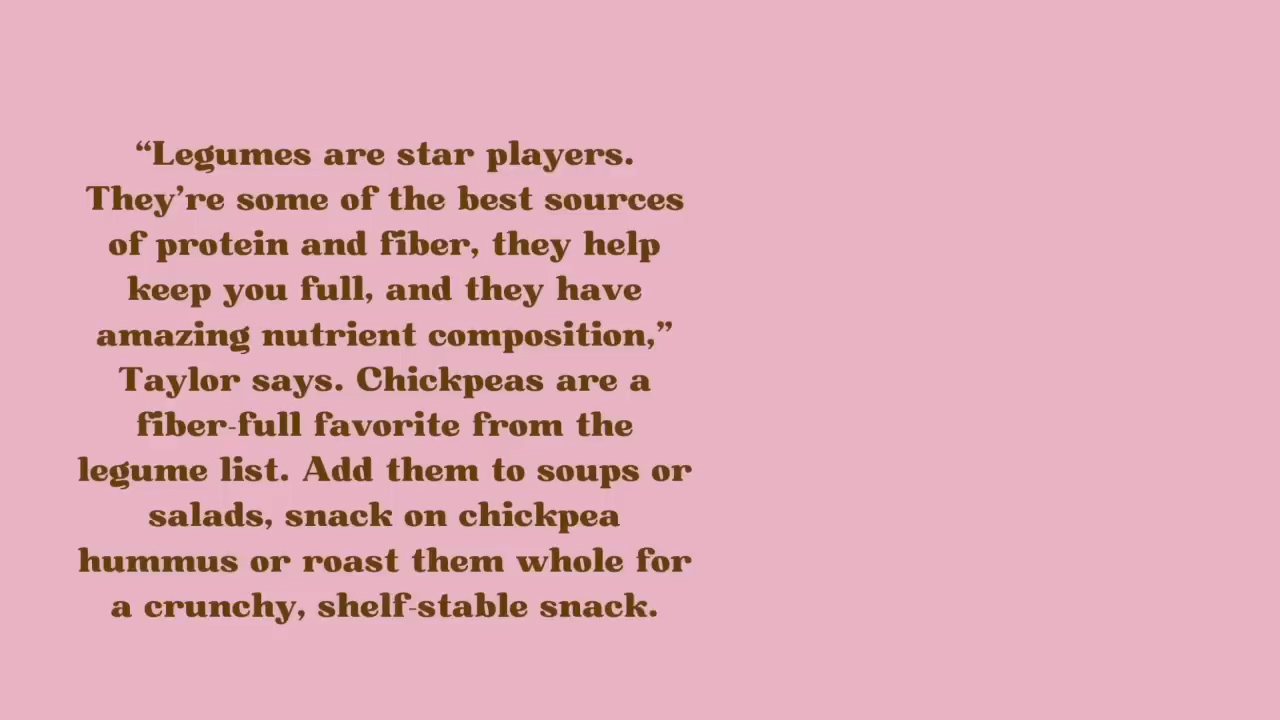 “Legumes are star players.
They’re some of the best sources
of protein and fiber, they help
keep you full, and they have
amazing nutrient composition,”
Taylor says. Chickpeas are a
fiber-full favorite from the
legume list. Add them to soups or
salads, snack on chickpea
hummus or roast them whole for
a crunchy, shelf-stable snack.